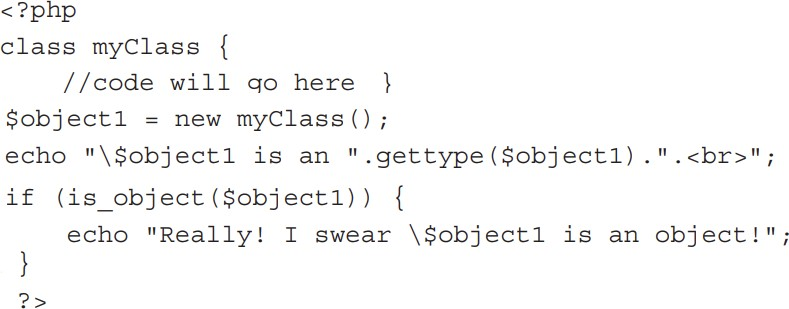 <?php
class myClass {
//code will go here }
$object1 = new myClass();
echo "\$object1 is an ".gettype($object1).".<br>";
if (is_object($object1)) {
echo "Really! I swear \$object1 is an object!";
}
?>